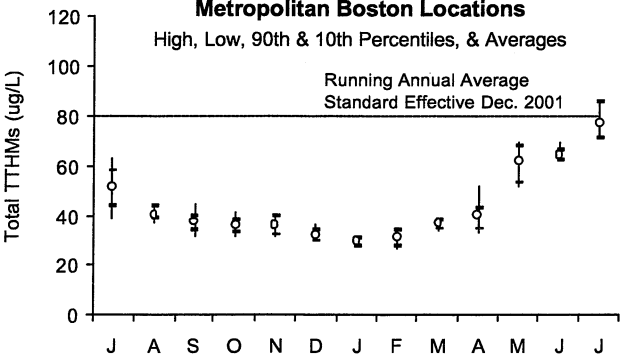 Metropolitan Boston Locations
High, Low, 90th & 10th Percentiles, & Averages
Running Annual Average
Standard Effective Dec. 2001
Total TTHMs (ug/L)
120
100
80
60
40
20
0
J A S O N D J F M A M J J